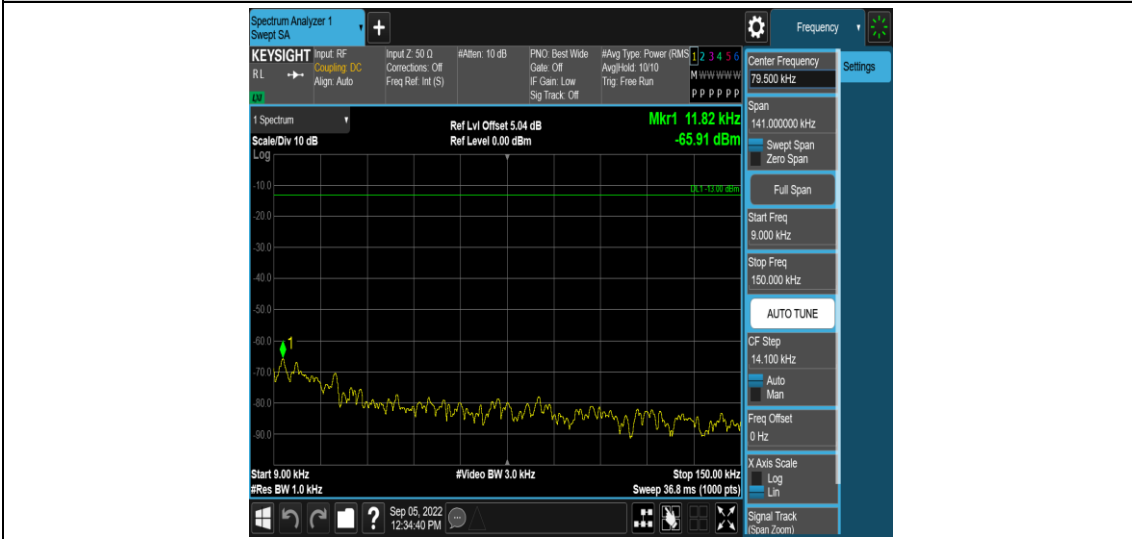 Spectrum Analyzer 1
Swept SA
+
Frequency
KEYSIGHT
RL
LXI
Input: RF
Coupling: DC
Align: Auto
Input Z: 50 Ω
Corrections: Off
Freq Ref: Int (S)
#Atten: 10 dB
PNO: Best Wide
Gate: Off
IF Gain: Low
Sig Track: Off
#Avg Type: Power (RMS
Avg|Hold: 10/10
Trig: Free Run
1 2 3 4 5 6
M W W W W W
P P P P P P
Settings
1 Spectrum
Scale/Div 10 dB
Log
Ref Lvl Offset 5.04 dB
Ref Level 0.00 dBm
Mkr1 11.82 kHz
-65.91 dBm
DL1 -13.00 dBm
-10.0
-20.0
-30.0
-40.0
-50.0
-60.0
-70.0
-80.0
-90.0
1
Start 9.00 kHz
#Res BW 1.0 kHz
#Video BW 3.0 kHz
Stop 150.00 kHz
Sweep 36.8 ms (1000 pts)
Center Frequency
79.500 kHz
Span
141.000000 kHz
Swept Span
Zero Span
Full Span
Start Freq
9.000 kHz
Stop Freq
150.000 kHz
AUTO TUNE
CF Step
14.100 kHz
Auto
Man
Freq Offset
0 Hz
X Axis Scale
Log
Lin
Signal Track
(Span Zoom)
?
Sep 05, 2022
12:34:40 PM